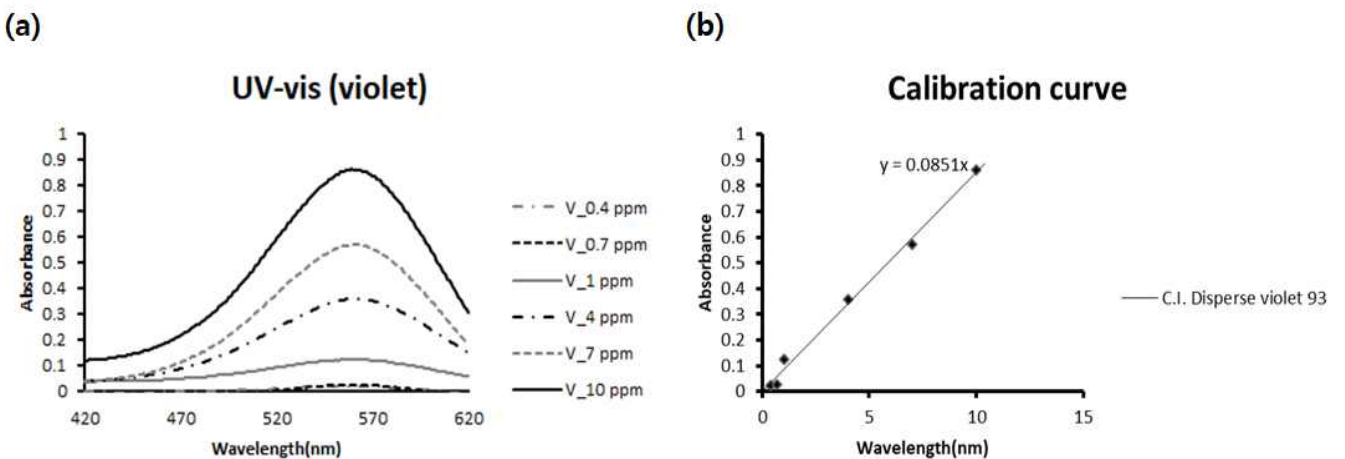 (a)
UV-vis (violet)
1
0.9
0.8
0.7
0.6
0.5
0.4
0.3
0.2
0.1
0
Absorbance
420 470 520 570 620
Wavelength(nm)
V_0.4 ppm
V_0.7 ppm
V_1 ppm
V_4 ppm
V_7 ppm
V_10 ppm
(b)
Calibration curve
1
0.9
0.8
0.7
0.6
0.5
0.4
0.3
0.2
0.1
0
Absorbance
y = 0.0851x
0 5 10 15
Wavelength(nm)
C.I. Disperse violet 93